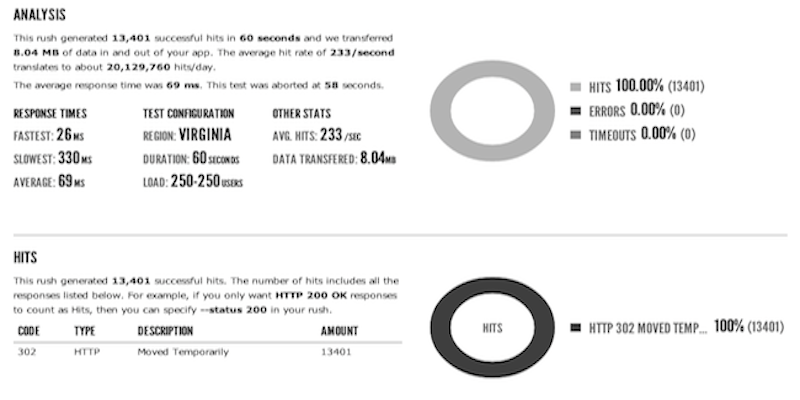 ANALYSIS
This rush generated 13,401 successful hits in 60 seconds and we transferred
8.04 MB of data in and out of your app. The average hit rate of 233/second
translates to about 20,129,760 hits/day.
The average response time was 69 ms. This test was aborted at 58 seconds.
RESPONSE TIMES
FASTEST: 26 MS
SLOWEST: 330 MS
AVERAGE: 69 MS
TEST CONFIGURATION
REGION: VIRGINIA
DURATION: 60 SECONDS
LOAD: 250-250 USERS
OTHER STATS
AVG. HITS: 233 /SEC
DATA TRANSFERED: 8.04MB
HITS 100.00% (13401)
ERRORS 0.00% (0)
TIMEOUTS 0.00% (0)
HITS
This rush generated 13,401 successful hits. The number of hits includes all the
responses listed below. For example, if you only want HTTP 200 OK responses
to count as Hits, then you can specify --status 200 in your rush.
CODE TYPE DESCRIPTION AMOUNT
302 HTTP Moved Temporarily 13401
HITS
HTTP 302 MOVED TEMP... 100% (13401)